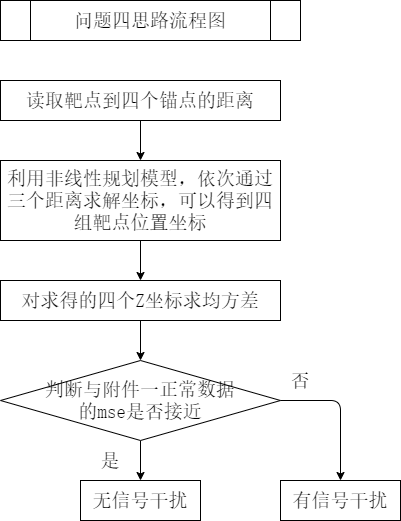 问题四思路流程图
读取靶点到四个锚点的距离
利用非线性规划模型，依次通过
三个距离求解坐标，可以得到四
组靶点位置坐标
对求得的四个Z坐标求均方差
判断与附件一正常数据
的mse是否接近
否
是
无信号干扰
有信号干扰